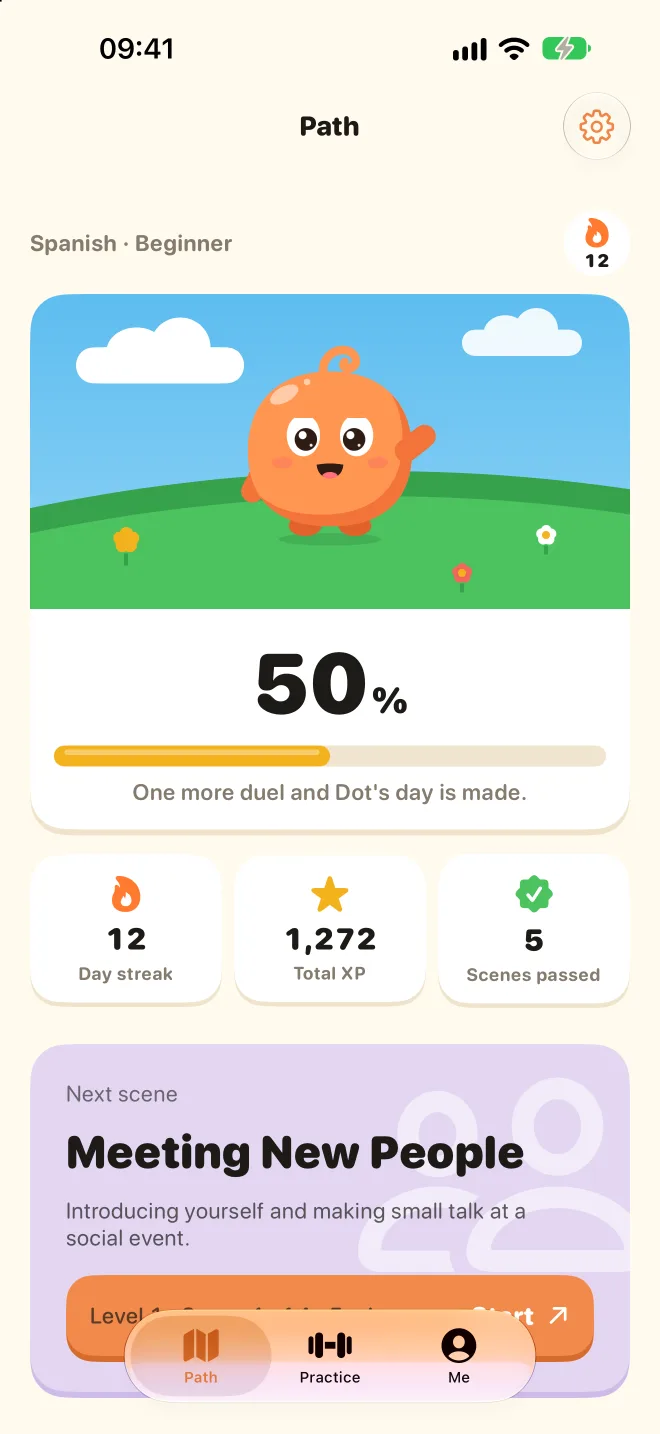 09:41
Path
Spanish · Beginner
12
50%
One more duel and Dot's day is made.
12
Day streak
1,272
Total XP
5
Scenes passed
Next scene
Meeting New People
Introducing yourself and making small talk at a
social event.
Level
Start
Path
Practice
Me